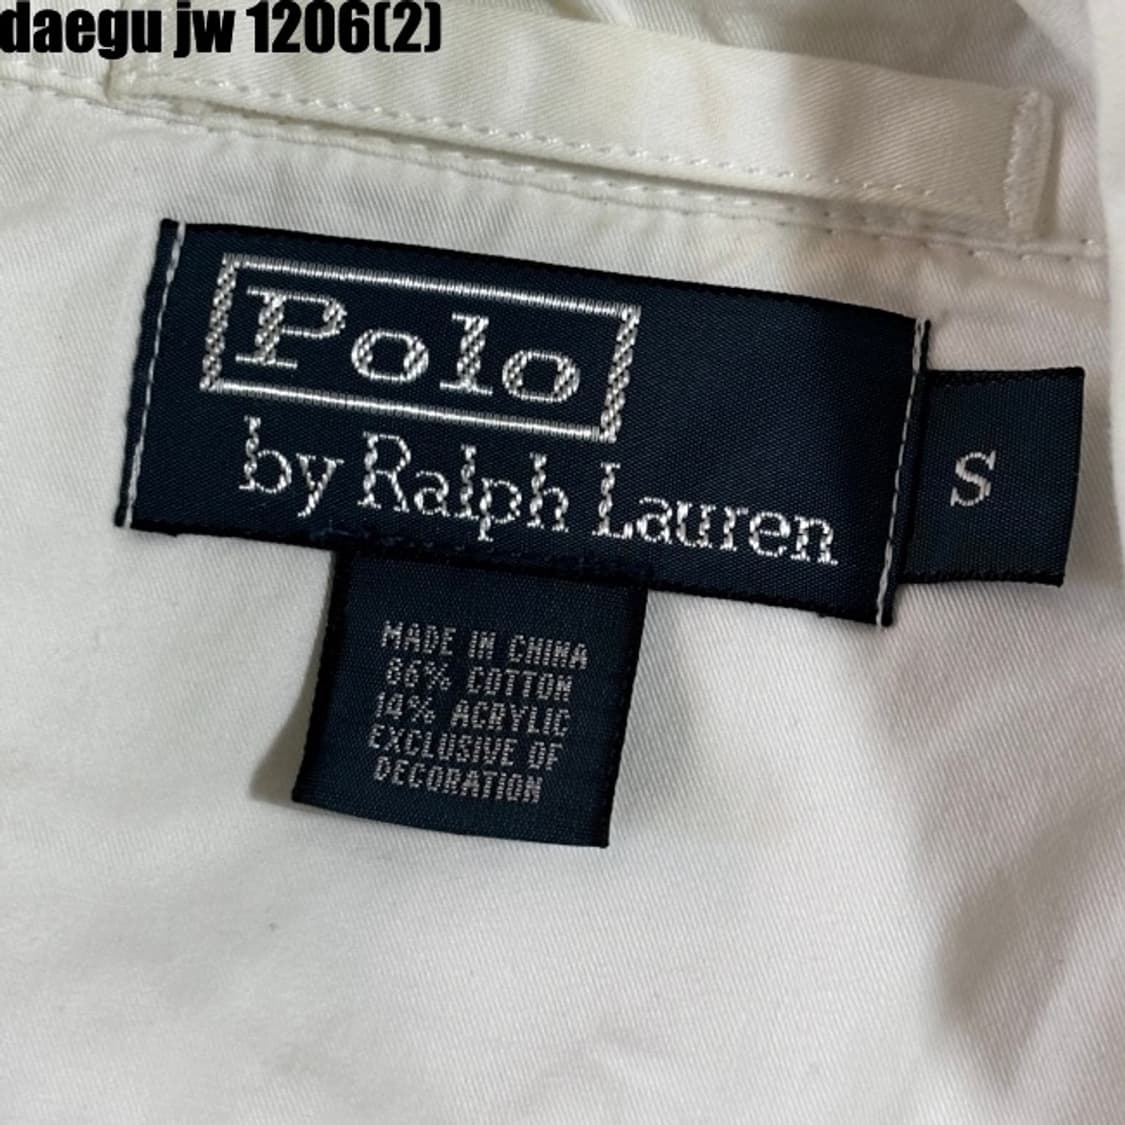 daegu jw 1206(2)
Polo
by Ralph Lauren
S
MADE IN CHINA
86% COTTON
14% ACRYLIC
EXCLUSIVE OF
DECORATION